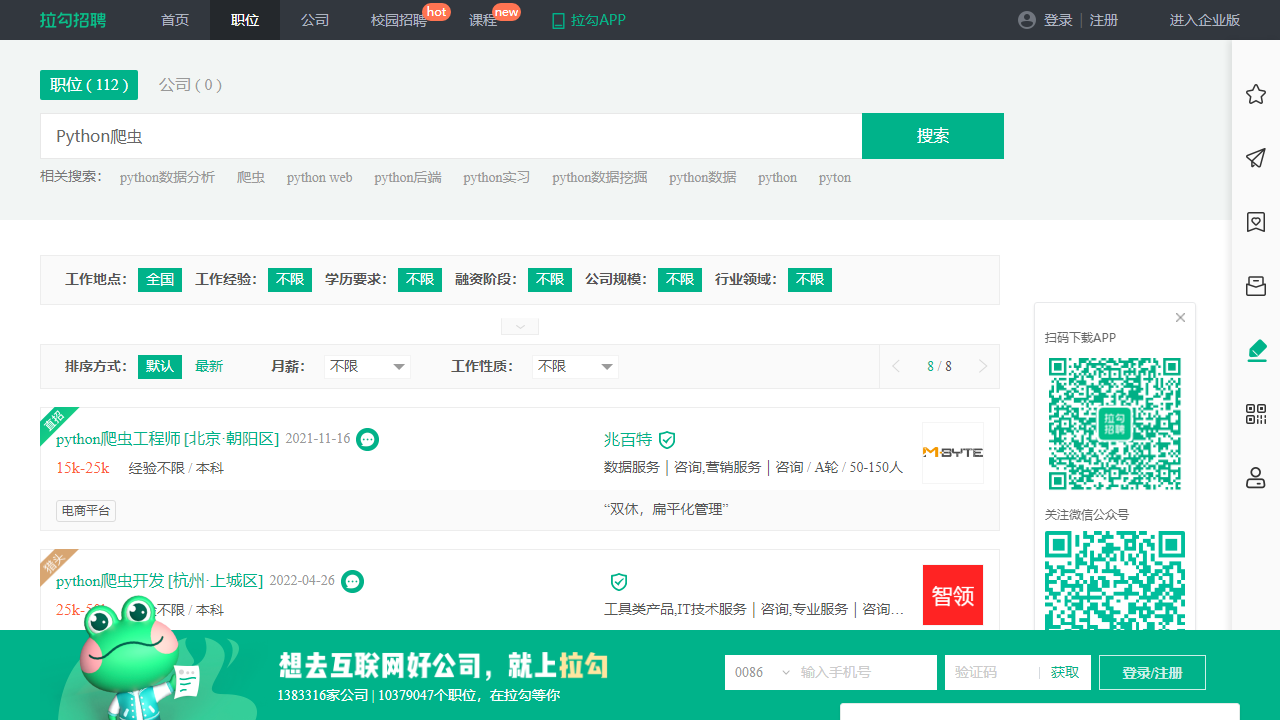 拉勾招聘 首页 职位 公司 校园招聘 hot 课程 new 拉勾APP 登录 | 注册 进入企业版
职位 ( 112 ) 公司 ( 0 )
Python爬虫 搜索
相关搜索： python数据分析 爬虫 python web python后端 python实习 python数据挖掘 python数据 python pyton
工作地点： 全国 工作经验： 不限 学历要求： 不限 融资阶段： 不限 公司规模： 不限 行业领域： 不限
排序方式： 默认 最新 月薪： 不限 工作性质： 不限 8 / 8
扫码下载APP
拉勾
招聘
关注微信公众号
直招
python爬虫工程师 [北京·朝阳区] 2021-11-16 兆百特 M-BYTE
15k-25k 经验不限 / 本科 数据服务｜咨询,营销服务｜咨询 / A轮 / 50-150人
电商平台 “双休，扁平化管理”
猎头
python爬虫开发 [杭州·上城区] 2022-04-26 智领
不限 / 本科 工具类产品,IT技术服务｜咨询,专业服务｜咨询...
想去互联网好公司，就上拉勾
1383316家公司 | 10379047个职位，在拉勾等你
0086 输入手机号 验证码 | 获取 登录/注册